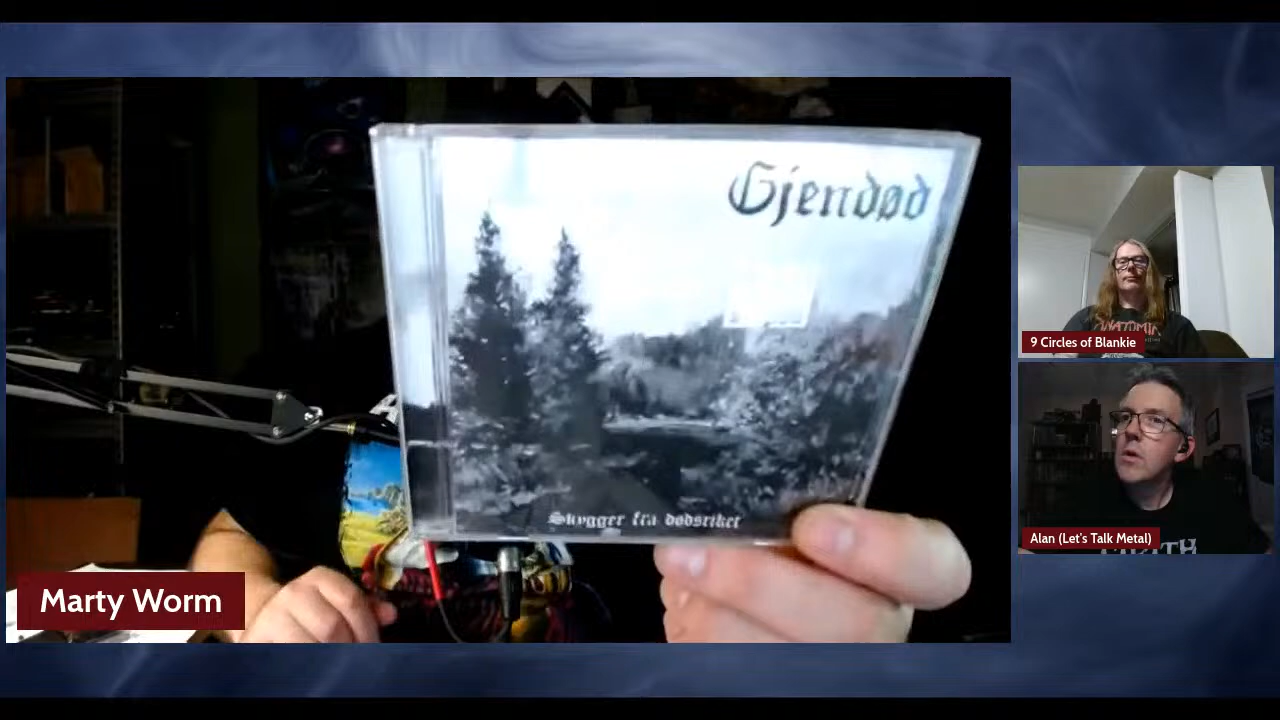 Gjendød
Skygger fra dødsriket
Marty Worm
9 Circles of Blankie
Alan (Let's Talk Metal)